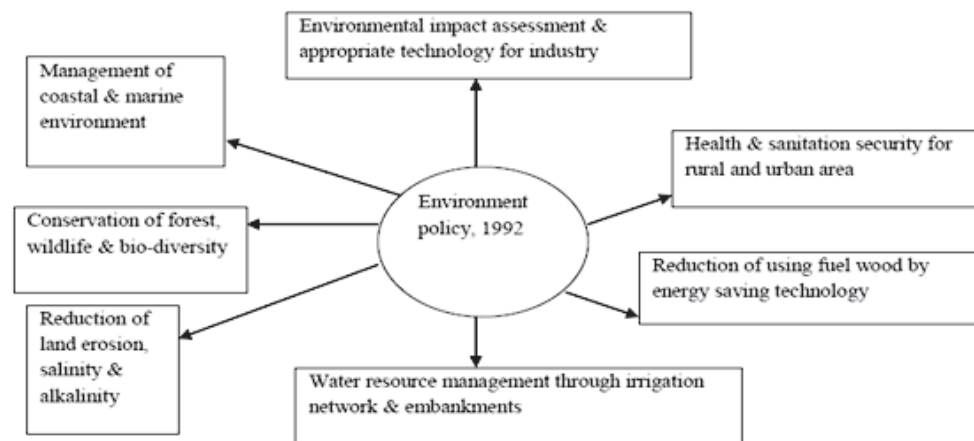 Environmental impact assessment &
appropriate technology for industry
Management of
coastal & marine
environment
Health & sanitation security for
rural and urban area
Environment
policy, 1992
Conservation of forest,
wildlife & bio-diversity
Reduction of using fuel wood by
energy saving technology
Reduction of
land erosion,
salinity &
alkalinity
Water resource management through irrigation
network & embankments